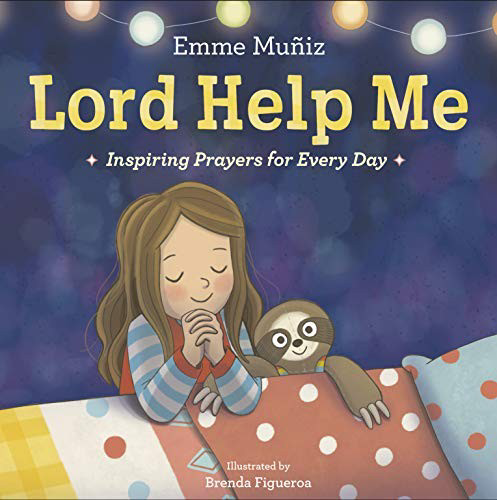 Emme Muñiz
Lord Help Me
Inspiring Prayers for Every Day
Illustrated by
Brenda Figueroa